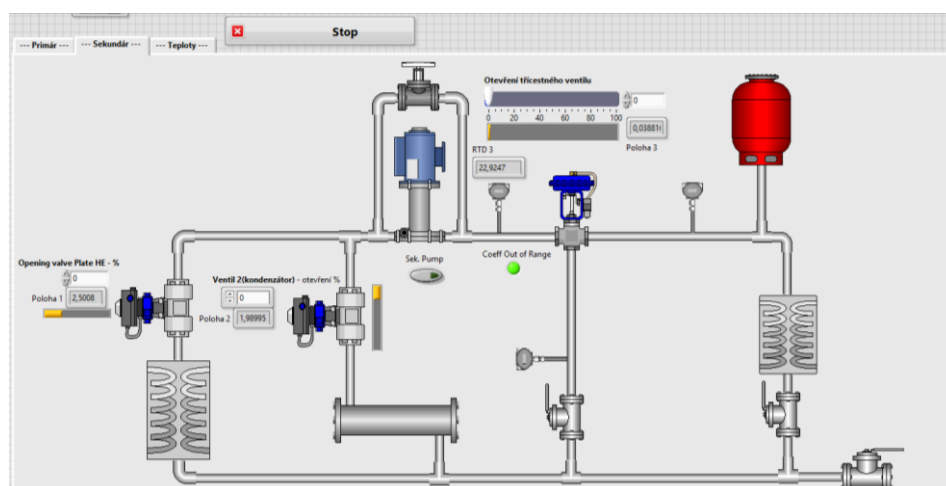 Stop
--- Primár ---
--- Sekundár ---
--- Teploty ---
Otevření třícestného ventilu
0
0 20 40 60 80 100
0,03881
Poloha 3
RTD 3
22,9247
Sek. Pump
Coeff Out of Range
Opening valve Plate HE - %
0
Poloha 1
2,5008
Ventil 2(kondenzátor) - otevření %
0
Poloha 2
1,98995